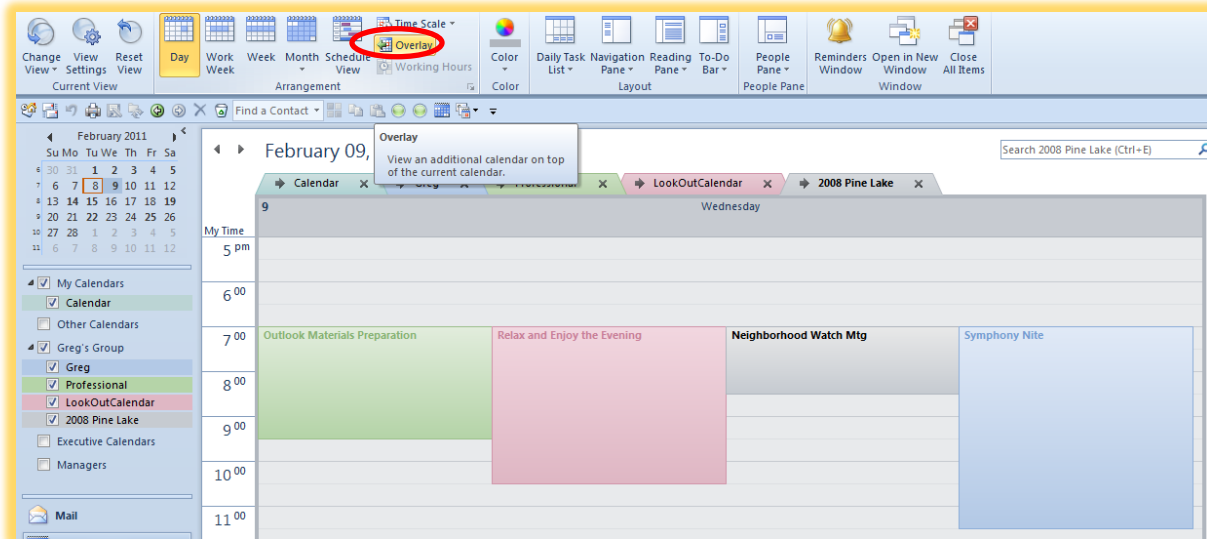 Time Scale
Overlay
Working Hours
Change View
View Settings
Reset View
Day
Work Week
Week
Month
Schedule View
Color
Daily Task List
Navigation Pane
Reading Pane
To-Do Bar
People Pane
Reminders Window
Open in New Window
Close All Items
Current View
Arrangement
Color
Layout
People Pane
Window
Find a Contact
Overlay
View an additional calendar on top
of the current calendar.
February 2011
Su Mo Tu We Th Fr Sa
6 30 31 1 2 3 4 5
7 6 7 8 9 10 11 12
8 13 14 15 16 17 18 19
9 20 21 22 23 24 25 26
10 27 28 1 2 3 4 5
11 6 7 8 9 10 11 12
February 09,
Search 2008 Pine Lake (Ctrl+E)
Calendar
Greg
Professional
LookOutCalendar
2008 Pine Lake
9 Wednesday
My Time
5 pm
6 00
7 00
8 00
9 00
10 00
11 00
Outlook Materials Preparation
Relax and Enjoy the Evening
Neighborhood Watch Mtg
Symphony Nite
My Calendars
Calendar
Other Calendars
Greg's Group
Greg
Professional
LookOutCalendar
2008 Pine Lake
Executive Calendars
Managers
Mail